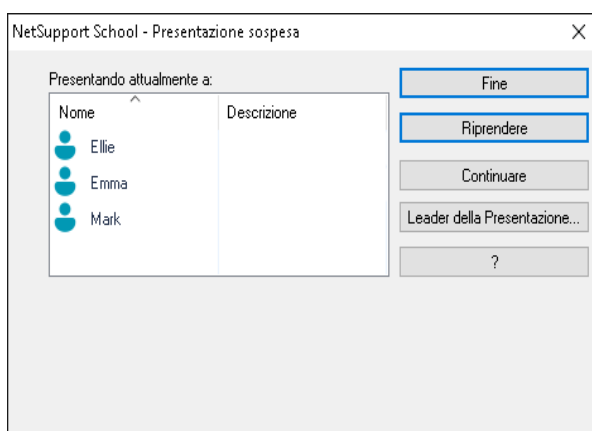 NetSupport School - Presentazione sospesa
Presentando attualmente a:
Nome Descrizione
Ellie
Emma
Mark
Fine
Riprendere
Continuare
Leader della Presentazione...
?